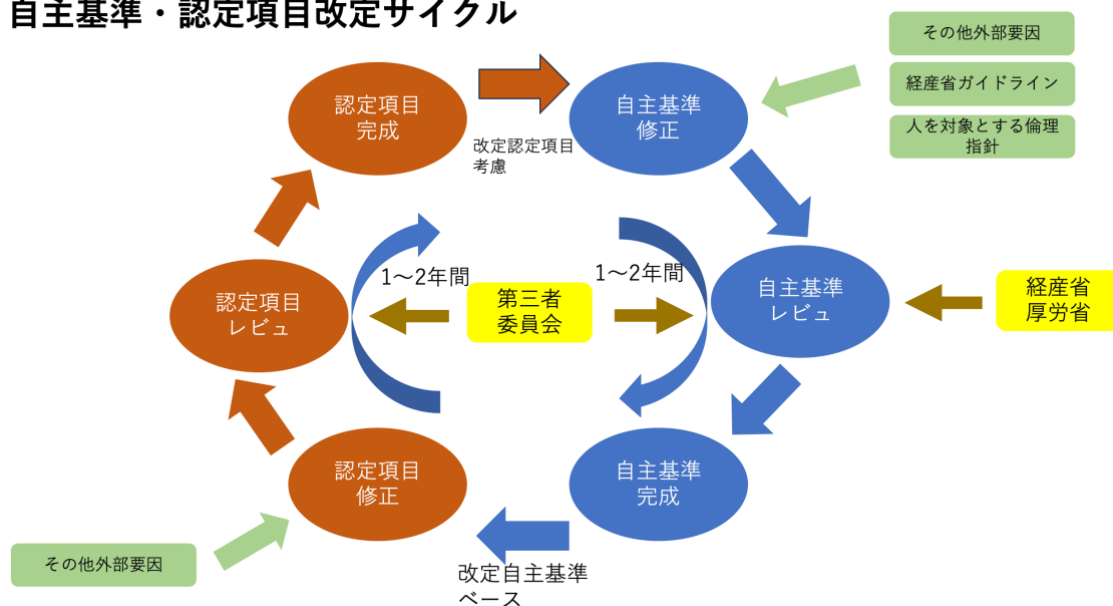 自主基準・認定項目改定サイクル
その他外部要因
経産省ガイドライン
人を対象とする倫理
指針
認定項目
完成
改定認定項目
考慮
自主基準
修正
1〜2年間
1〜2年間
認定項目
レビュ
第三者
委員会
自主基準
レビュ
経産省
厚労省
認定項目
修正
自主基準
完成
その他外部要因
改定自主基準
ベース